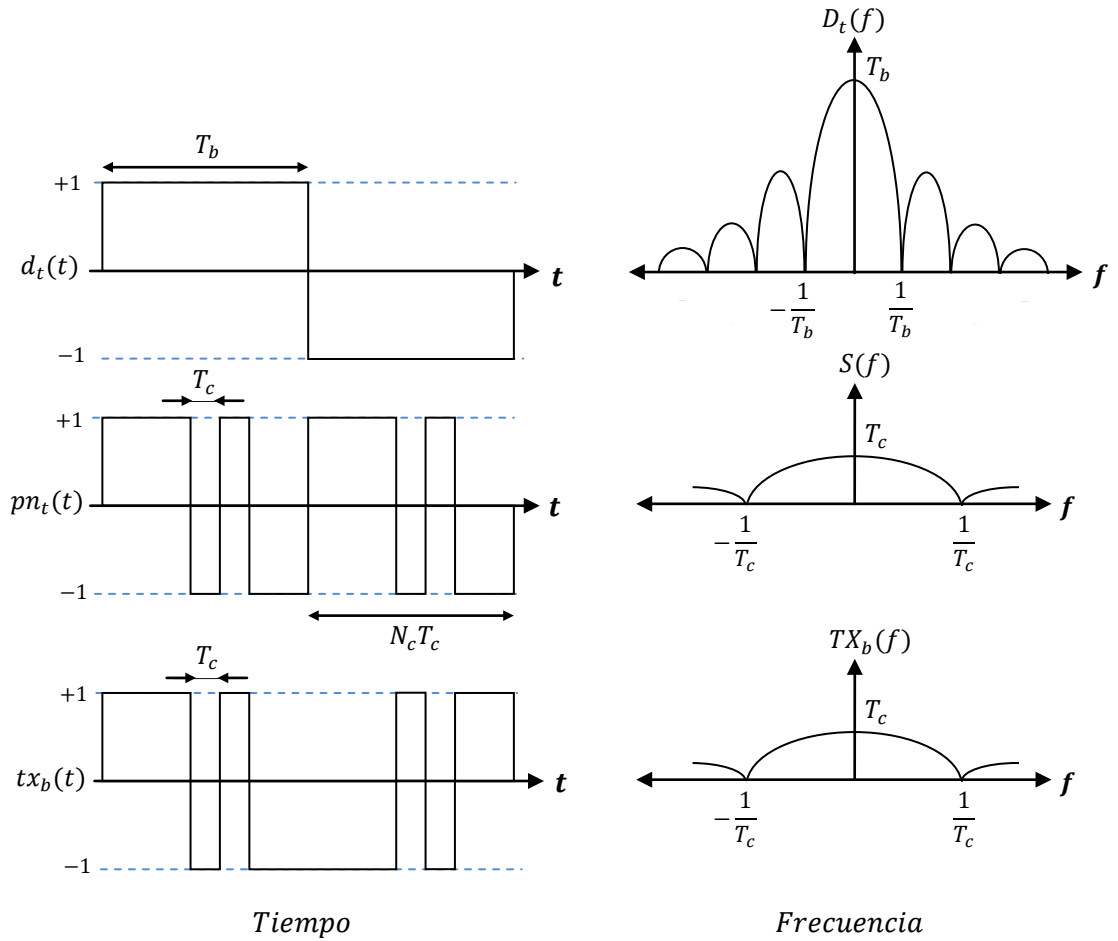 D_t(f)
T_b
T_b
+1
d_t(t)
t
−1
f
−1/T_b
1/T_b
T_c
+1
pn_t(t)
t
−1
N_cT_c
S(f)
T_c
f
−1/T_c
1/T_c
T_c
+1
tx_b(t)
t
−1
TX_b(f)
T_c
f
−1/T_c
1/T_c
Tiempo
Frecuencia